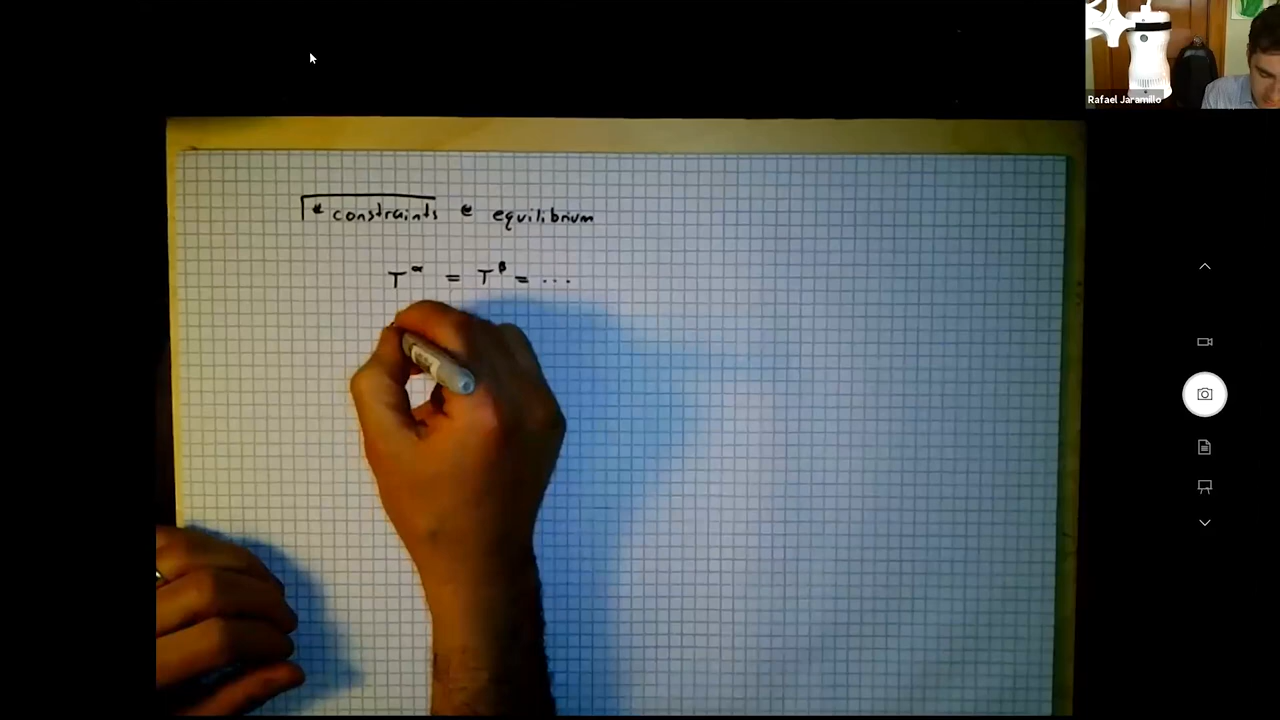 Rafael Jaramillo
# constraints @ equilibrium
T^α = T^β = ...